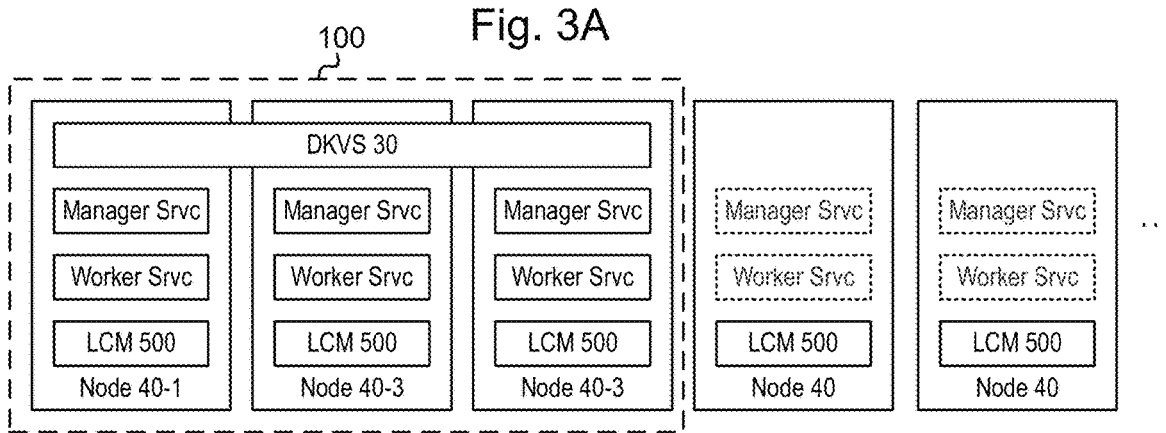 Fig. 3A
100
DKVS 30
Manager Srvc Manager Srvc Manager Srvc Manager Srvc Manager Srvc
Worker Srvc Worker Srvc Worker Srvc Worker Srvc Worker Srvc
LCM 500 LCM 500 LCM 500 LCM 500 LCM 500
Node 40-1 Node 40-3 Node 40-3 Node 40 Node 40
. .